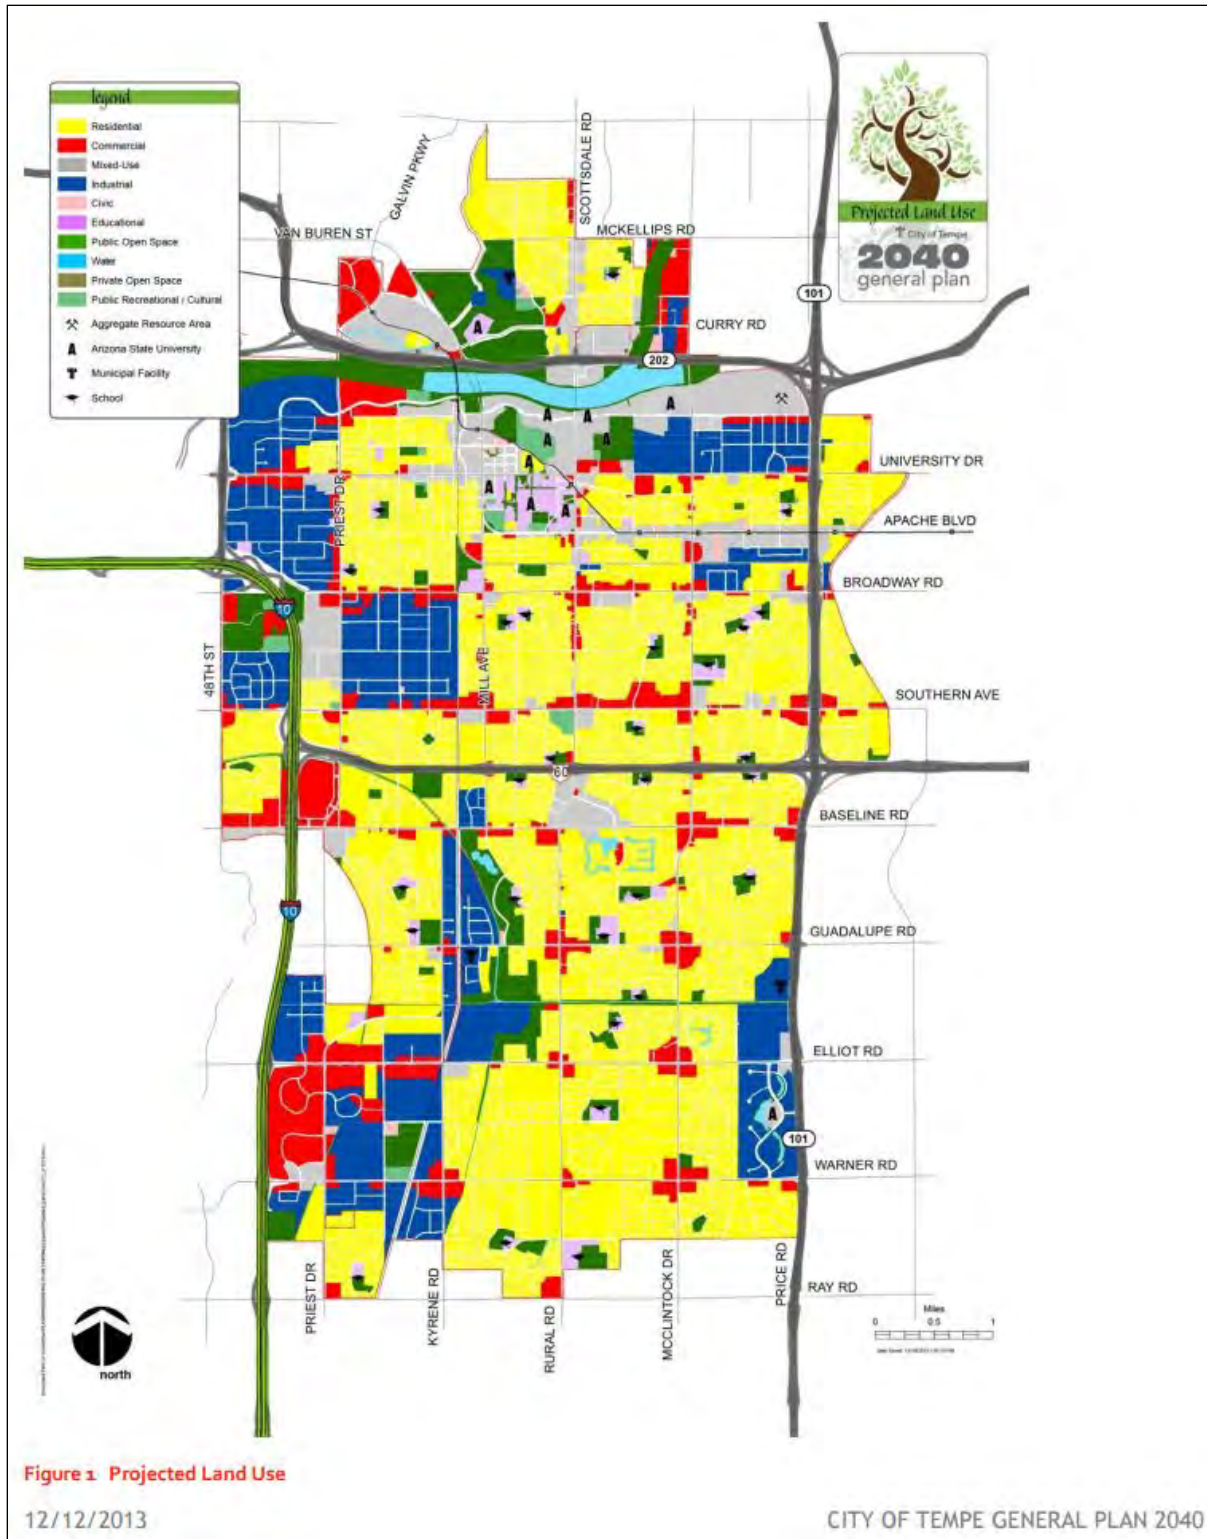 legend
Residential
Commercial
Mixed-Use
Industrial
Civic
Educational
Public Open Space
Water
Private Open Space
Public Recreational / Cultural
Aggregate Resource Area
Arizona State University
Municipal Facility
School
Projected Land Use
City of Tempe
2040
general plan
GALVIN PKWY
SCOTTSDALE RD
VAN BUREN ST
MCKELLIPS RD
101
CURRY RD
202
A
A
A
A
A
A
A
A
UNIVERSITY DR
PRIEST DR
A
A
A
APACHE BLVD
BROADWAY RD
10
48TH ST
MILL AVE
SOUTHERN AVE
60
BASELINE RD
10
GUADALUPE RD
ELLIOT RD
A
101
WARNER RD
PRIEST DR
KYRENE RD
RURAL RD
MCCLINTOCK DR
PRICE RD
RAY RD
Miles
0 0.5 1
north
Figure 1 Projected Land Use
12/12/2013
CITY OF TEMPE GENERAL PLAN 2040